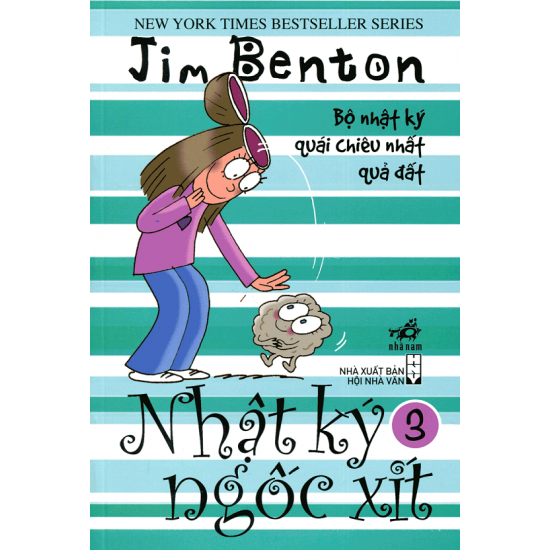 NEW YORK TIMES BESTSELLER SERIES
Jim Benton
Bộ nhật ký
quái chiêu nhất
quả đất
nhã nam
NHÀ XUẤT BẢN
HỘI NHÀ VĂN
Nhật ký 3
ngốc xít